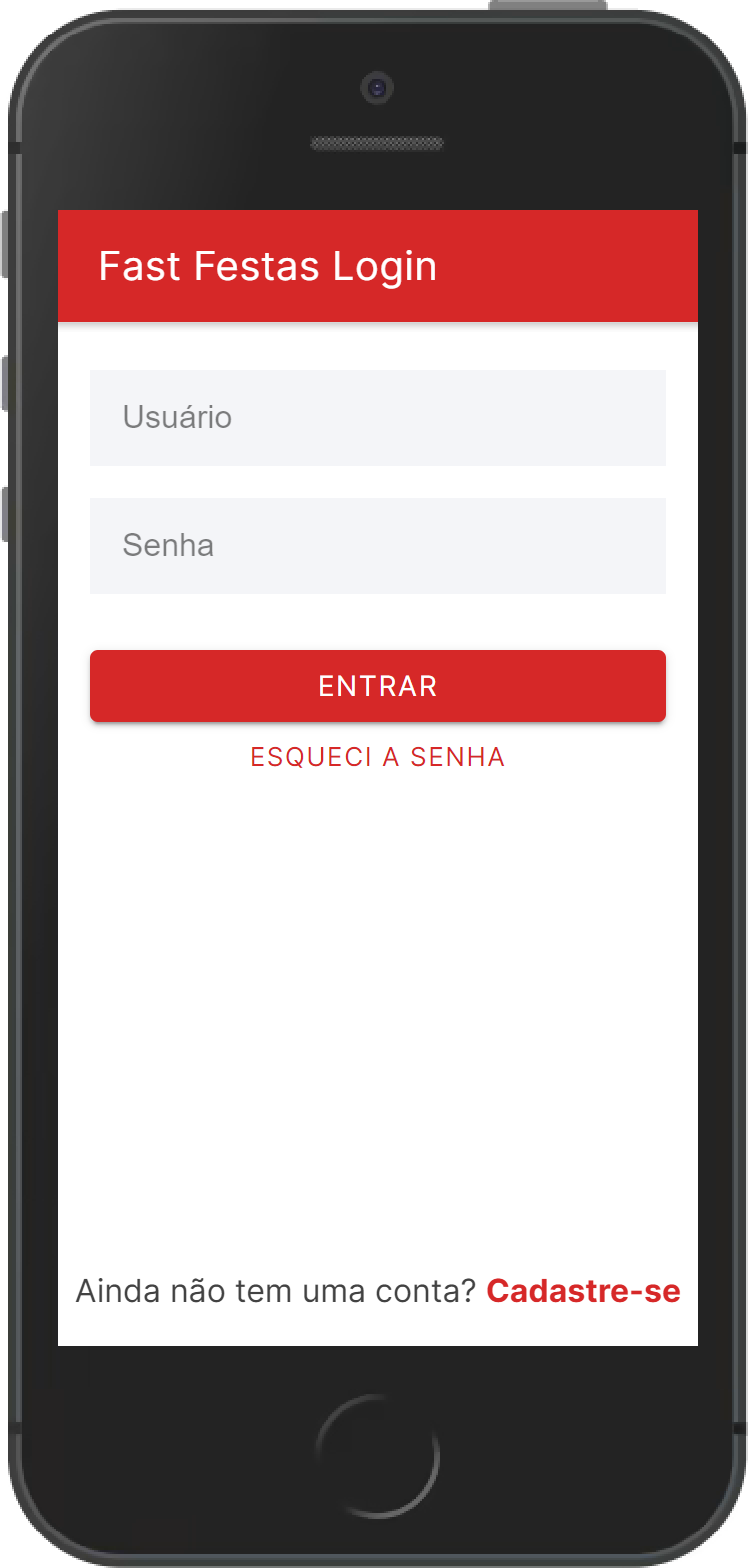 Fast Festas Login
Usuário
Senha
ENTRAR
ESQUECI A SENHA
Ainda não tem uma conta? Cadastre-se